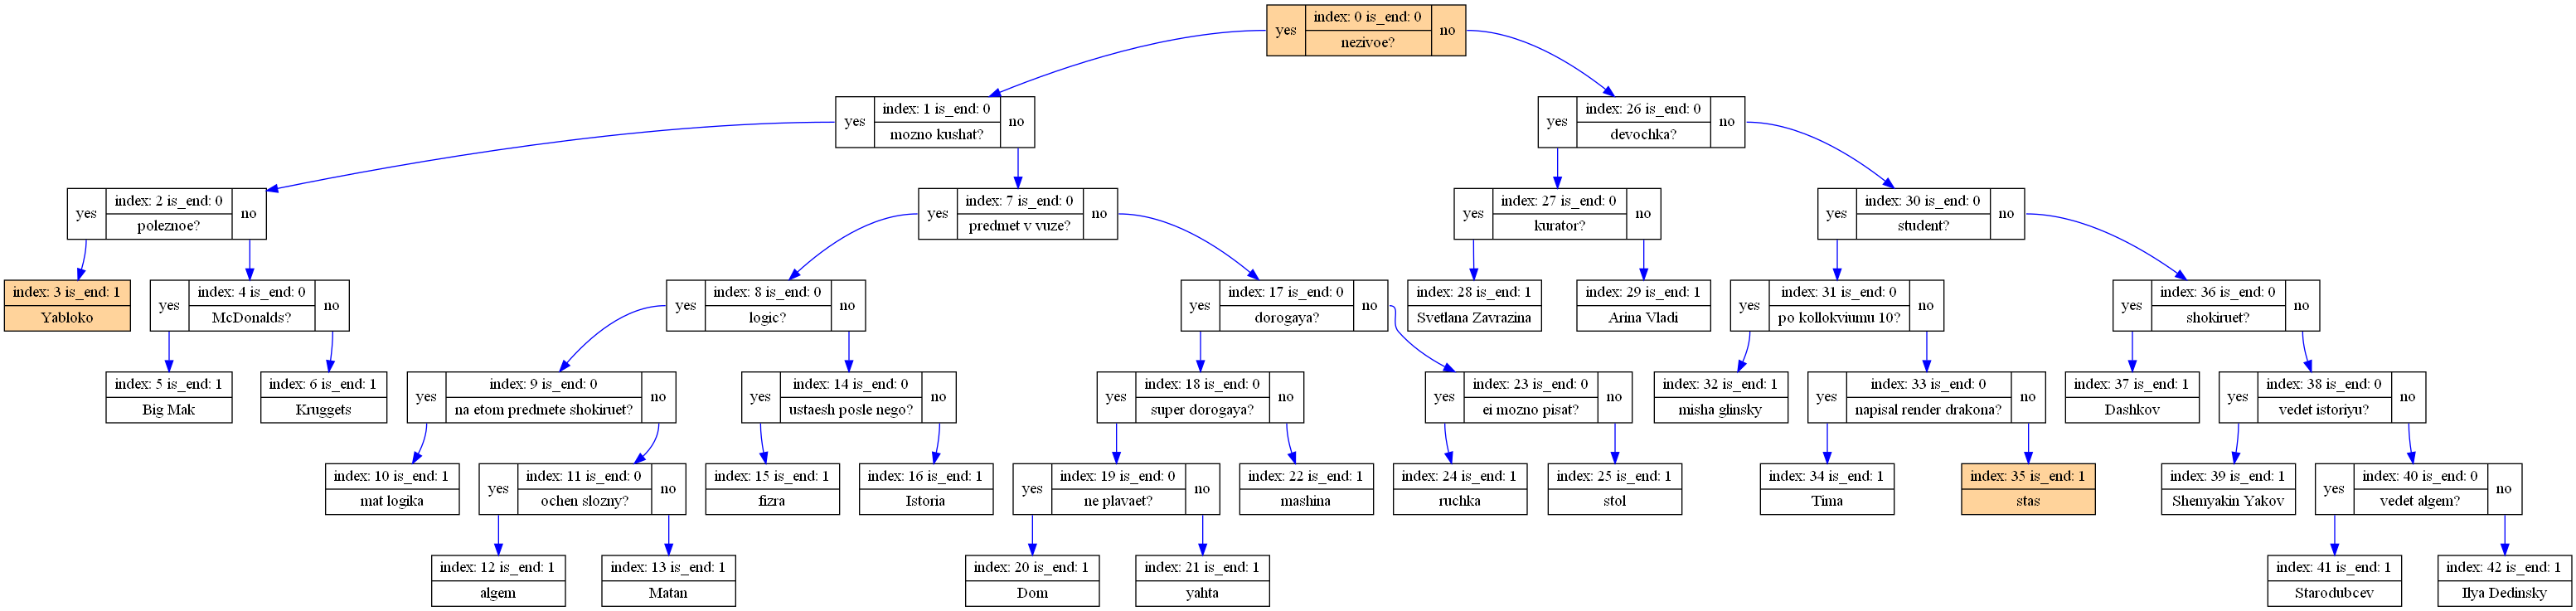 index: 0 is_end: 0
yes no
nezivoe?
index: 1 is_end: 0
yes no
mozno kushat?
index: 26 is_end: 0
yes no
devochka?
index: 2 is_end: 0
yes no
poleznoe?
index: 7 is_end: 0
yes no
predmet v vuze?
index: 27 is_end: 0
yes no
kurator?
index: 30 is_end: 0
yes no
student?
index: 3 is_end: 1
Yabloko
index: 4 is_end: 0
yes no
McDonalds?
index: 8 is_end: 0
yes no
logic?
index: 17 is_end: 0
yes no
dorogaya?
index: 28 is_end: 1
Svetlana Zavrazina
index: 29 is_end: 1
Arina Vladi
index: 31 is_end: 0
yes no
po kollokviumu 10?
index: 36 is_end: 0
yes no
shokiruet?
index: 5 is_end: 1
Big Mak
index: 6 is_end: 1
Kruggets
index: 9 is_end: 0
yes no
na etom predmete shokiruet?
index: 14 is_end: 0
yes no
ustaesh posle nego?
index: 18 is_end: 0
yes no
super dorogaya?
index: 23 is_end: 0
yes no
ei mozno pisat?
index: 32 is_end: 1
misha glinsky
index: 33 is_end: 0
yes no
napisal render drakona?
index: 37 is_end: 1
Dashkov
index: 38 is_end: 0
yes no
vedet istoriyu?
index: 10 is_end: 1
mat logika
index: 11 is_end: 0
yes no
ochen slozny?
index: 15 is_end: 1
fizra
index: 16 is_end: 1
Istoria
index: 19 is_end: 0
yes no
ne plavaet?
index: 22 is_end: 1
mashina
index: 24 is_end: 1
ruchka
index: 25 is_end: 1
stol
index: 34 is_end: 1
Tima
index: 35 is_end: 1
stas
index: 39 is_end: 1
Shemyakin Yakov
index: 40 is_end: 0
yes no
vedet algem?
index: 12 is_end: 1
algem
index: 13 is_end: 1
Matan
index: 20 is_end: 1
Dom
index: 21 is_end: 1
yahta
index: 41 is_end: 1
Starodubcev
index: 42 is_end: 1
Ilya Dedinsky